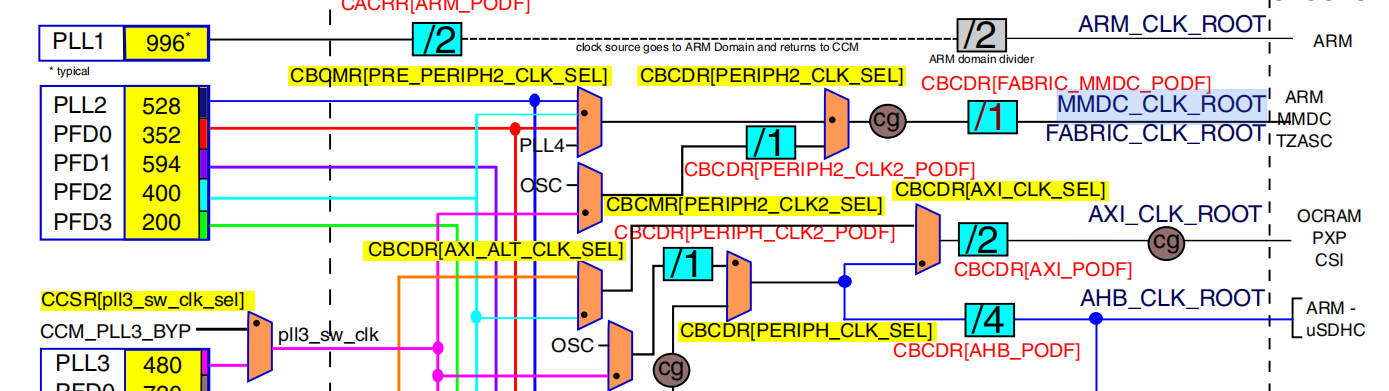 CACRR[ARM_PODF]
PLL1 996*
/2
clock source goes to ARM Domain and returns to CCM
/2
ARM_CLK_ROOT
ARM
* typical
ARM domain divider
CBCMR[PRE_PERIPH2_CLK_SEL]
CBCDR[PERIPH2_CLK_SEL]
CBCDR[FABRIC_MMDC_PODF]
PLL2 528
PFD0 352
PFD1 594
PFD2 400
PFD3 200
PLL4
/1
cg
/1
MMDC_CLK_ROOT
FABRIC_CLK_ROOT
ARM
MMDC
TZASC
CBCDR[PERIPH2_CLK2_PODF]
OSC
CBCMR[PERIPH2_CLK2_SEL]
CBCDR[AXI_CLK_SEL]
CBCDR[PERIPH_CLK2_PODF]
AXI_CLK_ROOT
/2
cg
OCRAM
PXP
CSI
CBCDR[AXI_ALT_CLK_SEL]
/1
CBCDR[AXI_PODF]
CCSR[pll3_sw_clk_sel]
CCM_PLL3_BYP
pll3_sw_clk
CBCDR[PERIPH_CLK_SEL]
/4
AHB_CLK_ROOT
ARM -
uSDHC
CBCDR[AHB_PODF]
OSC
cg
PLL3 480